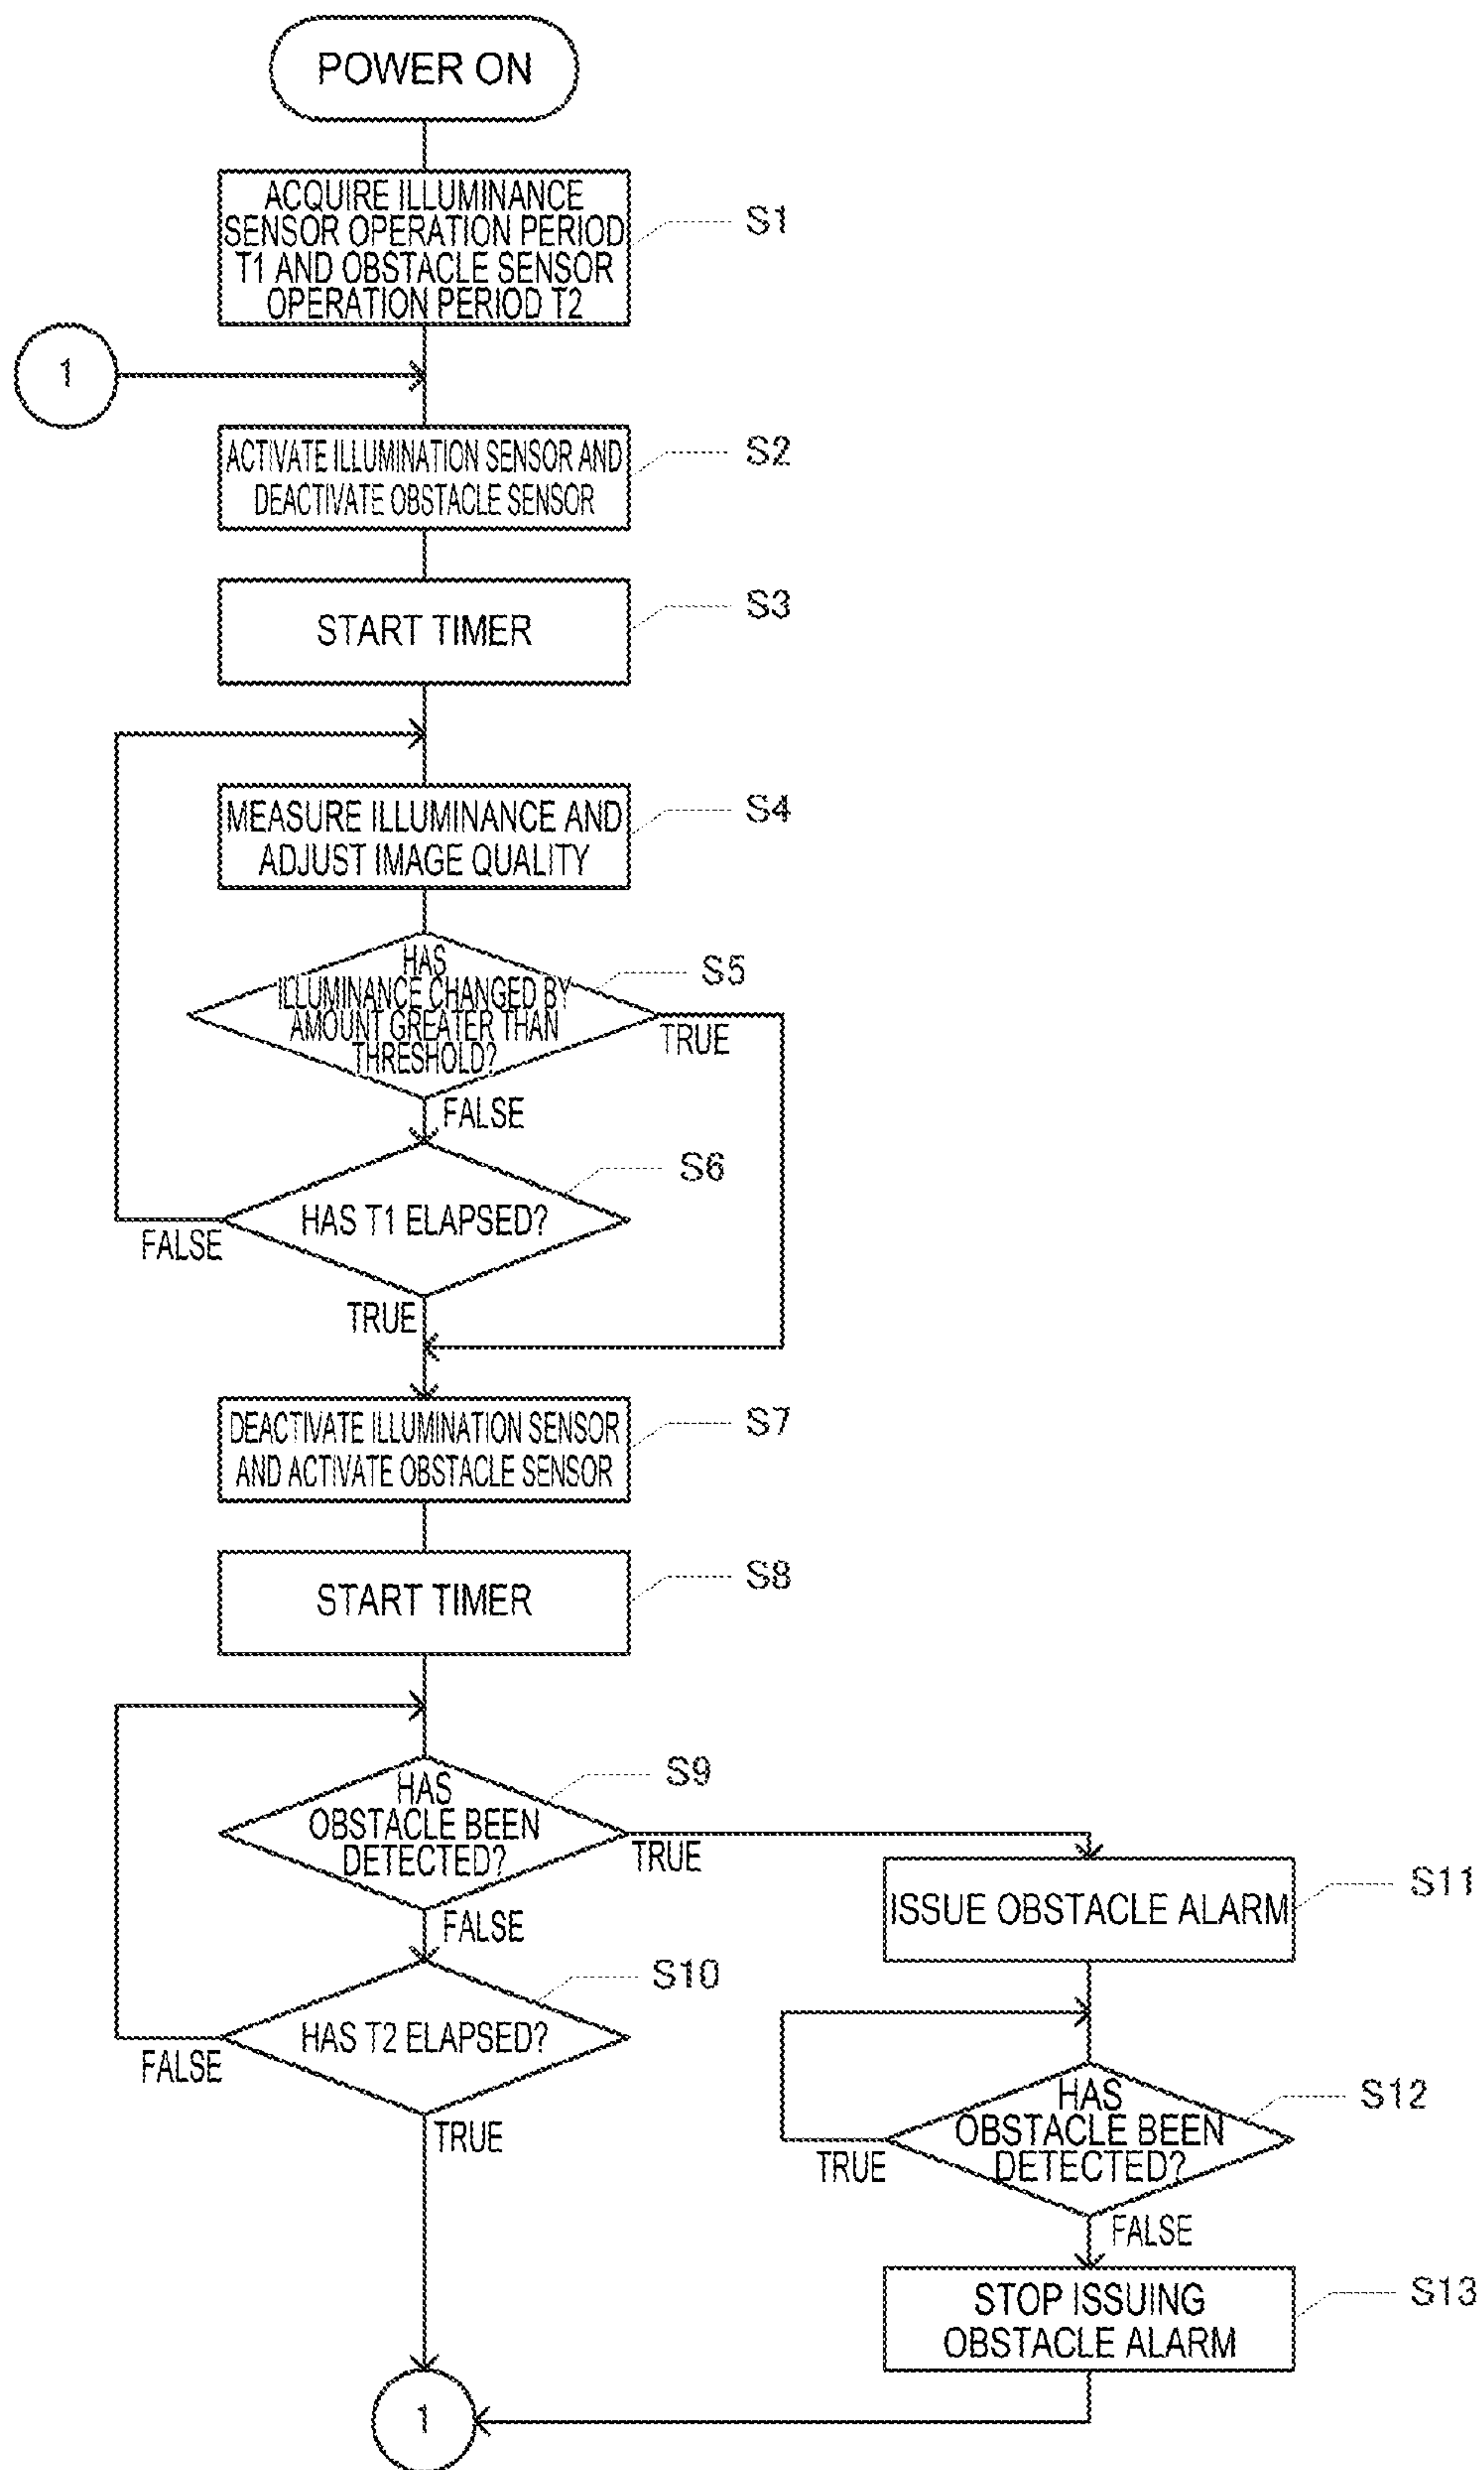 POWER ON
ACQUIRE ILLUMINANCE
SENSOR OPERATION PERIOD
T1 AND OBSTACLE SENSOR
OPERATION PERIOD T2
S1
1
ACTIVATE ILLUMINATION SENSOR AND
DEACTIVATE OBSTACLE SENSOR
S2
START TIMER
S3
MEASURE ILLUMINANCE AND
ADJUST IMAGE QUALITY
S4
HAS
ILLUMINANCE CHANGED BY
AMOUNT GREATER THAN
THRESHOLD?
S5
TRUE
FALSE
HAS T1 ELAPSED?
S6
FALSE
TRUE
DEACTIVATE ILLUMINATION SENSOR
AND ACTIVATE OBSTACLE SENSOR
S7
START TIMER
S8
HAS
OBSTACLE BEEN
DETECTED?
S9
TRUE
FALSE
ISSUE OBSTACLE ALARM
S11
HAS T2 ELAPSED?
S10
FALSE
TRUE
HAS
OBSTACLE BEEN
DETECTED?
S12
TRUE
FALSE
STOP ISSUING
OBSTACLE ALARM
S13
1